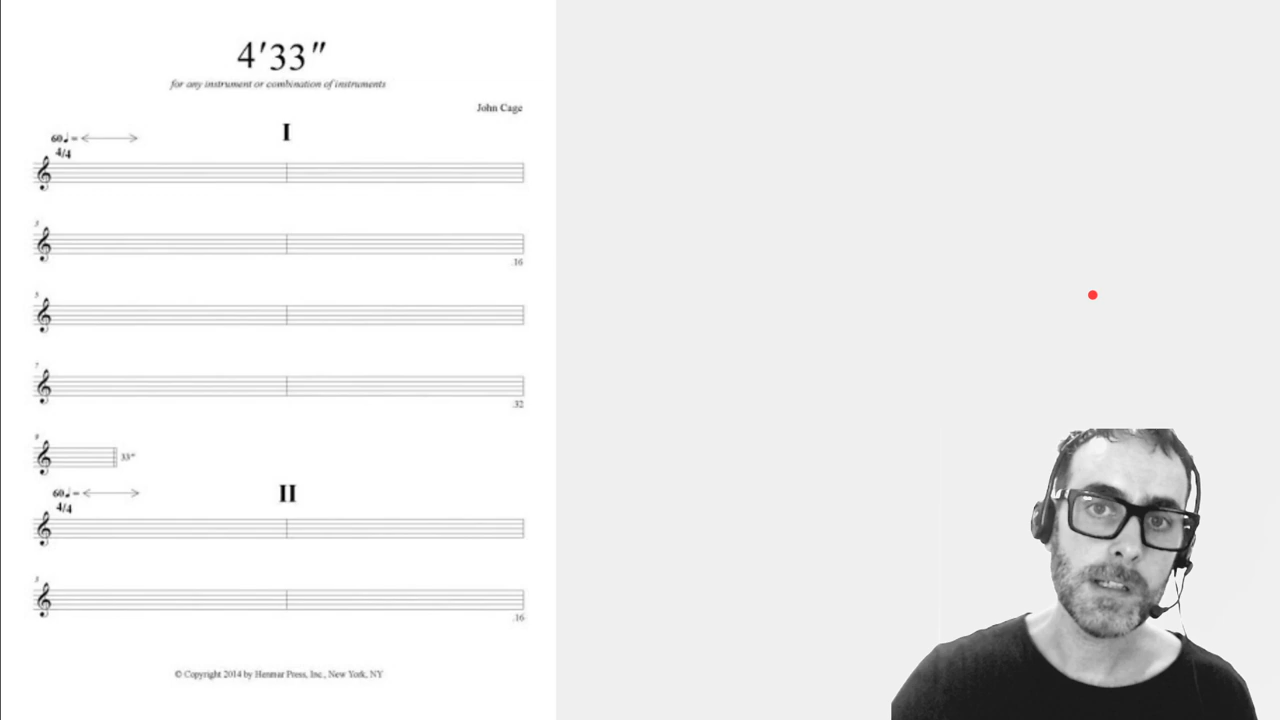 4'33"
for any instrument or combination of instruments
John Cage
I
60♩ =
4/4
3
.16
5
7
.32
9
33"
II
60♩ =
4/4
3
.16
© Copyright 2014 by Henmar Press, Inc., New York, NY